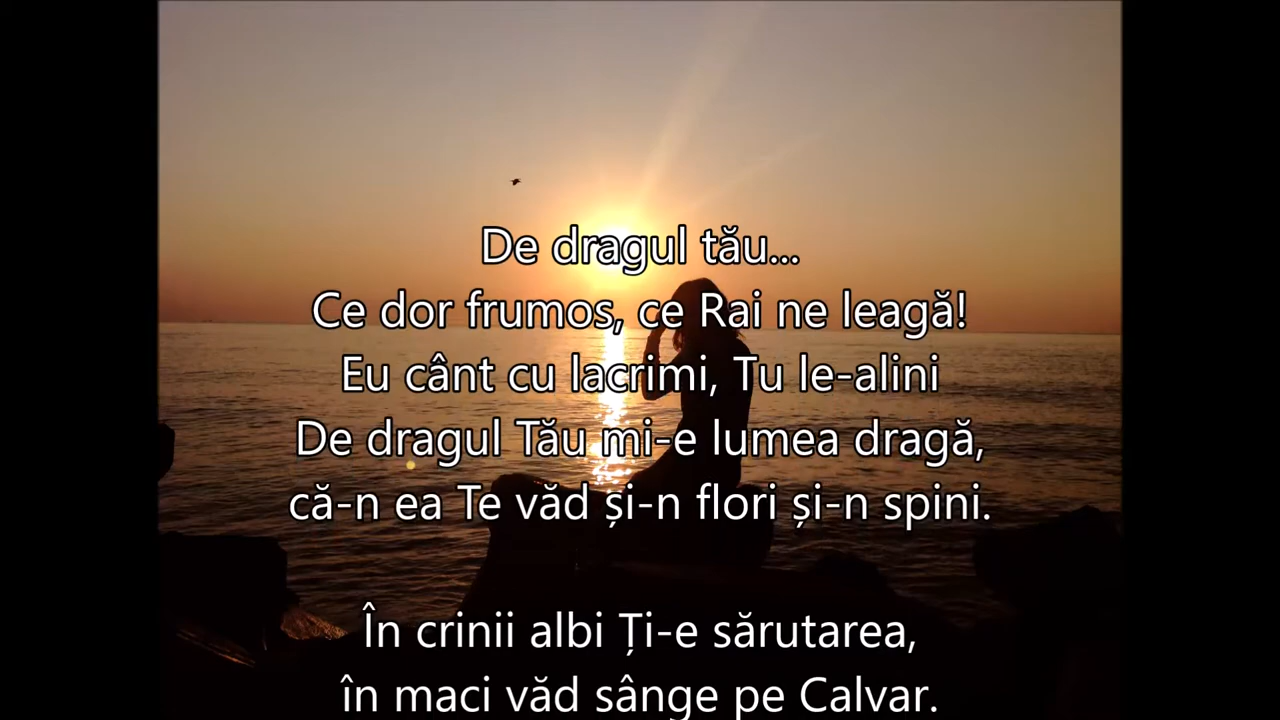 De dragul tău...
Ce dor frumos, ce Rai ne leagă!
Eu cânt cu lacrimi, Tu le-alini
De dragul Tău mi-e lumea dragă,
că-n ea Te văd și-n flori și-n spini.
În crinii albi Ți-e sărutarea,
în maci văd sânge pe Calvar.